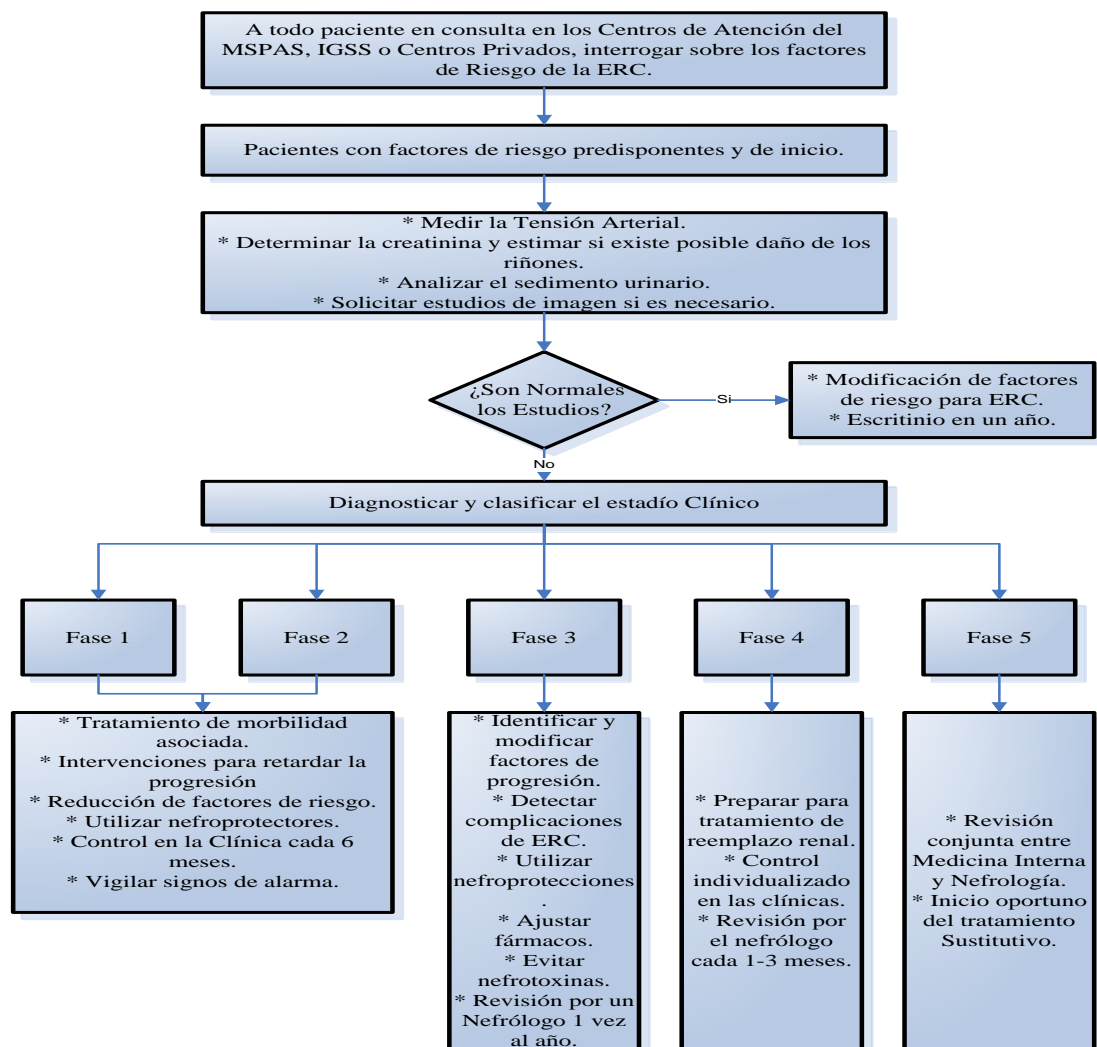 A todo paciente en consulta en los Centros de Atención del
MSPAS, IGSS o Centros Privados, interrogar sobre los factores
de Riesgo de la ERC.
Pacientes con factores de riesgo predisponentes y de inicio.
* Medir la Tensión Arterial.
* Determinar la creatinina y estimar si existe posible daño de los
riñones.
* Analizar el sedimento urinario.
* Solicitar estudios de imagen si es necesario.
¿Son Normales
los Estudios?
Si
* Modificación de factores
de riesgo para ERC.
* Escritinio en un año.
No
Diagnosticar y clasificar el estadío Clínico
Fase 1
Fase 2
Fase 3
Fase 4
Fase 5
* Tratamiento de morbilidad
asociada.
* Intervenciones para retardar la
progresión
* Reducción de factores de riesgo.
* Utilizar nefroprotectores.
* Control en la Clínica cada 6
meses.
* Vigilar signos de alarma.
* Identificar y
modificar
factores de
progresión.
* Detectar
complicaciones
de ERC.
* Utilizar
nefroprotecciones
.
* Ajustar
fármacos.
* Evitar
nefrotoxinas.
* Revisión por un
Nefrólogo 1 vez
al año.
* Preparar para
tratamiento de
reemplazo renal.
* Control
individualizado
en las clínicas.
* Revisión por
el nefrólogo
cada 1-3 meses.
* Revisión
conjunta entre
Medicina Interna
y Nefrología.
* Inicio oportuno
del tratamiento
Sustitutivo.